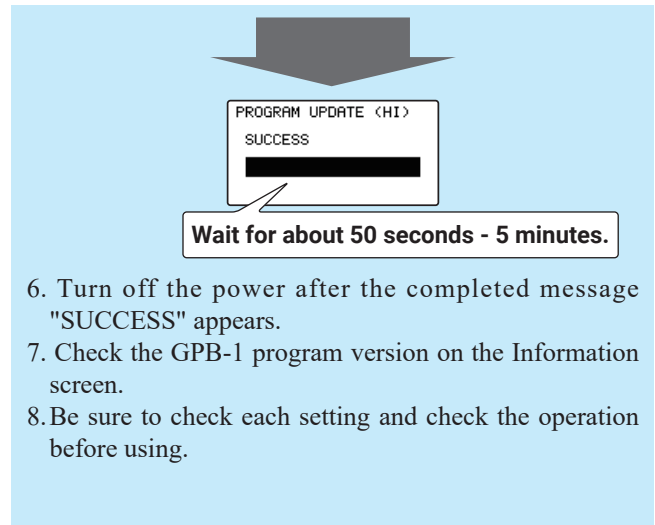 PROGRAM UPDATE (HI)
SUCCESS
Wait for about 50 seconds - 5 minutes.
6. Turn off the power after the completed message
"SUCCESS" appears.
7. Check the GPB-1 program version on the Information
screen.
8. Be sure to check each setting and check the operation
before using.